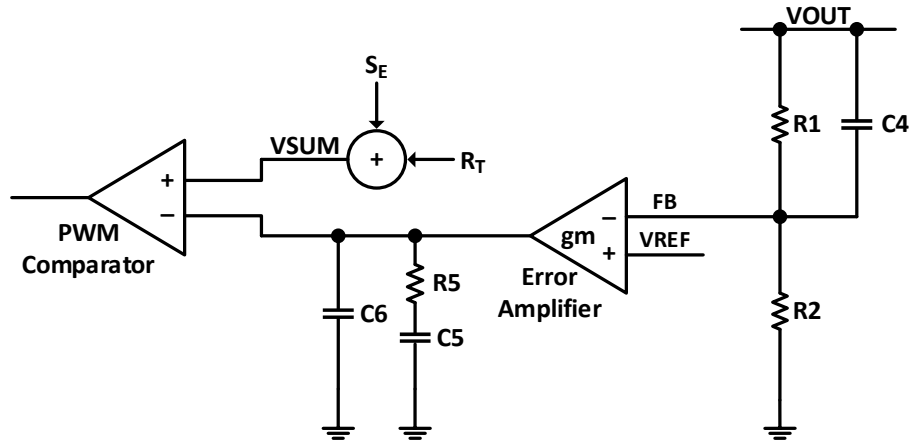 VOUT
S_E
R1
C4
VSUM
+
R_T
+
−
PWM
Comparator
−
gm
+
FB
VREF
Error
Amplifier
R5
C6
C5
R2